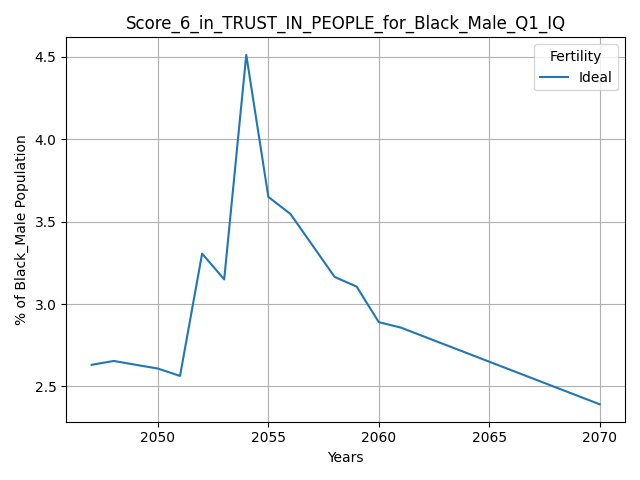 Score_6_in_TRUST_IN_PEOPLE_for_Black_Male_Q1_IQ
Fertility
Ideal
4.5
4.0
3.5
3.0
2.5
% of Black_Male Population
2050
2055
2060
2065
2070
Years